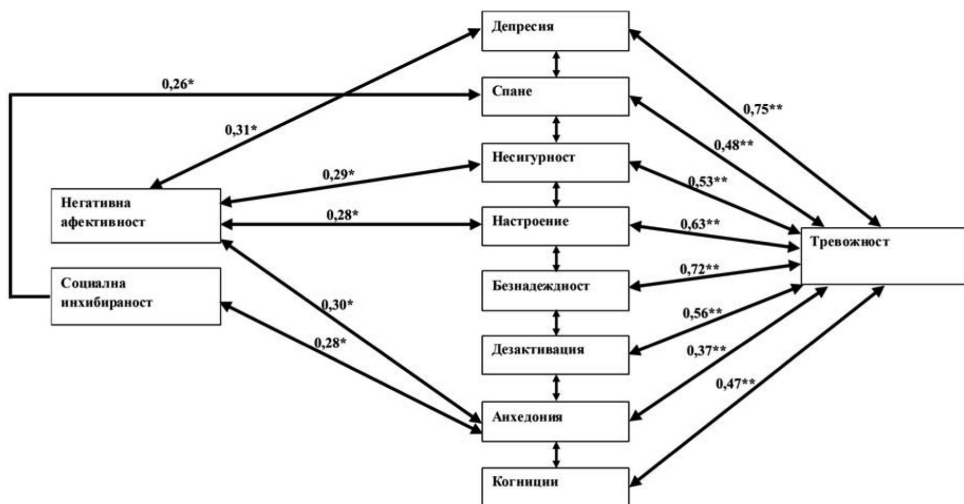 Депресия
0,26*
Спане
0,75**
0,31*
0,48**
Несигурност
0,29*
0,53**
Негативна
афективност
0,28*
Настроение
0,63**
Тревожност
Социална
инхибираност
Безнадеждност
0,72**
0,30*
0,56**
0,28*
Дезактивация
0,37**
0,47**
Анхедония
Когниции